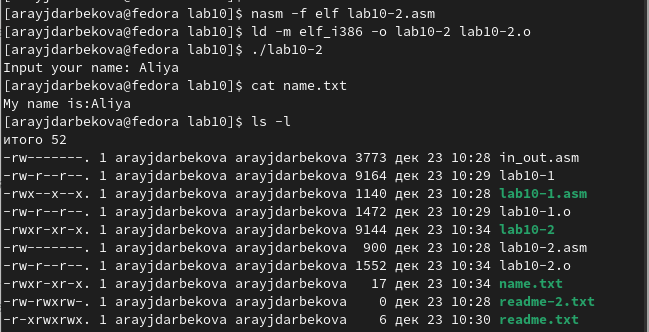 [arayjdarbekova@fedora lab10]$ nasm -f elf lab10-2.asm
[arayjdarbekova@fedora lab10]$ ld -m elf_i386 -o lab10-2 lab10-2.o
[arayjdarbekova@fedora lab10]$ ./lab10-2
Input your name: Aliya
[arayjdarbekova@fedora lab10]$ cat name.txt
My name is:Aliya
[arayjdarbekova@fedora lab10]$ ls -l
итого 52
-rw-------. 1 arayjdarbekova arayjdarbekova 3773 дек 23 10:28 in_out.asm
-rw-r--r--. 1 arayjdarbekova arayjdarbekova 9164 дек 23 10:29 lab10-1
-rwx--x--x. 1 arayjdarbekova arayjdarbekova 1140 дек 23 10:28 lab10-1.asm
-rw-r--r--. 1 arayjdarbekova arayjdarbekova 1472 дек 23 10:29 lab10-1.o
-rwxr-xr-x. 1 arayjdarbekova arayjdarbekova 9144 дек 23 10:34 lab10-2
-rw-------. 1 arayjdarbekova arayjdarbekova 900 дек 23 10:28 lab10-2.asm
-rw-r--r--. 1 arayjdarbekova arayjdarbekova 1552 дек 23 10:34 lab10-2.o
-rwxr-xr-x. 1 arayjdarbekova arayjdarbekova 17 дек 23 10:34 name.txt
-rw-rwxrw-. 1 arayjdarbekova arayjdarbekova 0 дек 23 10:28 readme-2.txt
-r-xrwxrwx. 1 arayjdarbekova arayjdarbekova 6 дек 23 10:30 readme.txt